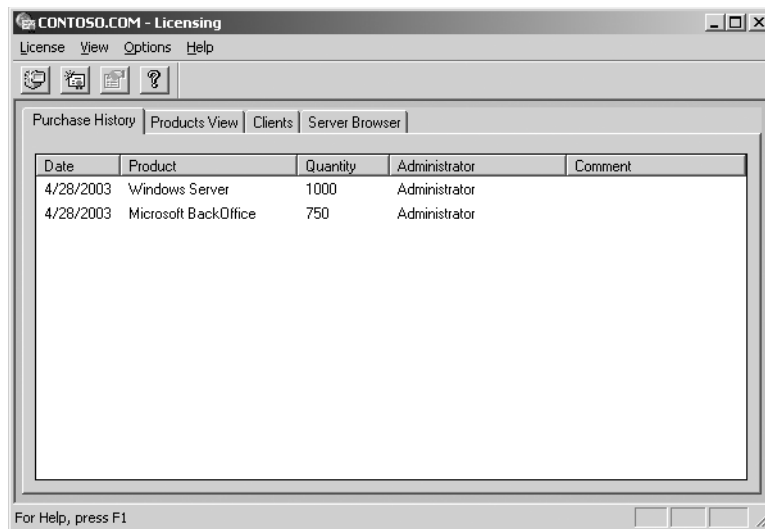 CONTOSO.COM - Licensing
License View Options Help
Purchase History Products View Clients Server Browser
Date Product Quantity Administrator Comment
4/28/2003 Windows Server 1000 Administrator
4/28/2003 Microsoft BackOffice 750 Administrator
For Help, press F1